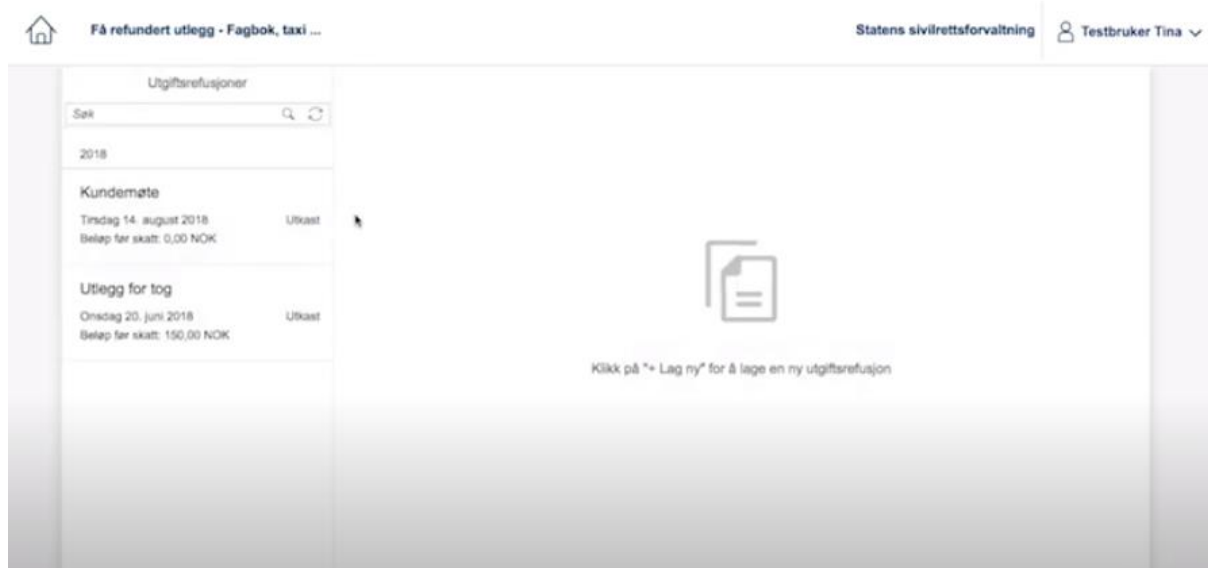 Få refundert utlegg - Fagbok, taxi ...
Statens sivilrettsforvaltning
Testbruker Tina
Utgiftsrefusjoner
Søk
2018
Kundemøte
Tirsdag 14. august 2018 Utkast
Beløp før skatt: 0,00 NOK
Utlegg for tog
Onsdag 20. juni 2018 Utkast
Beløp før skatt: 150,00 NOK
Klikk på "+ Lag ny" for å lage en ny utgiftsrefusjon